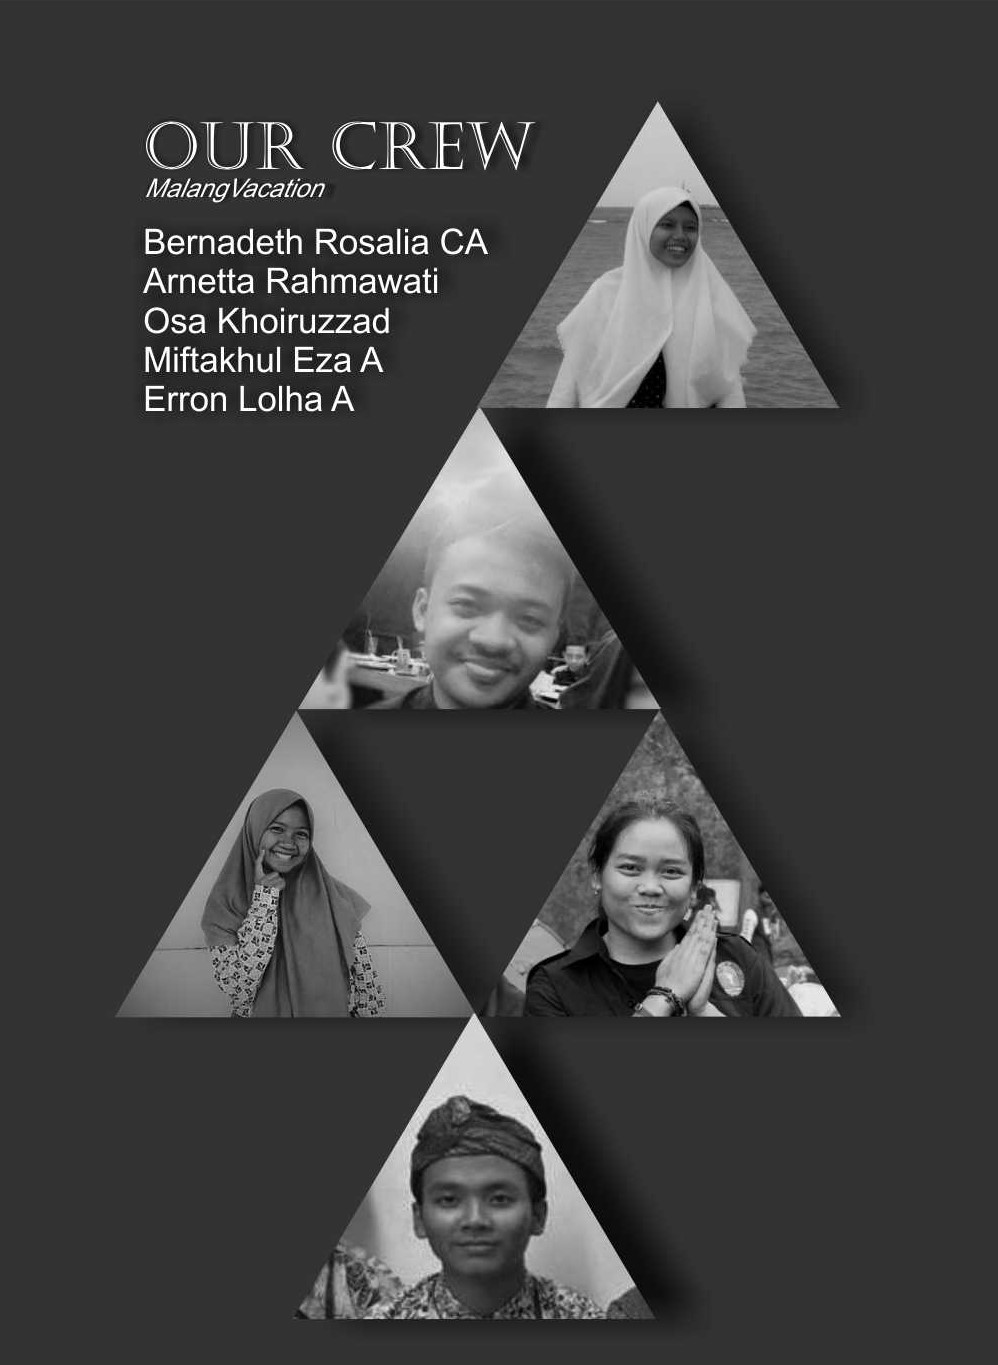 OUR CREW
MalangVacation
Bernadeth Rosalia CA
Arnetta Rahmawati
Osa Khoiruzzad
Miftakhul Eza A
Erron Lolha A